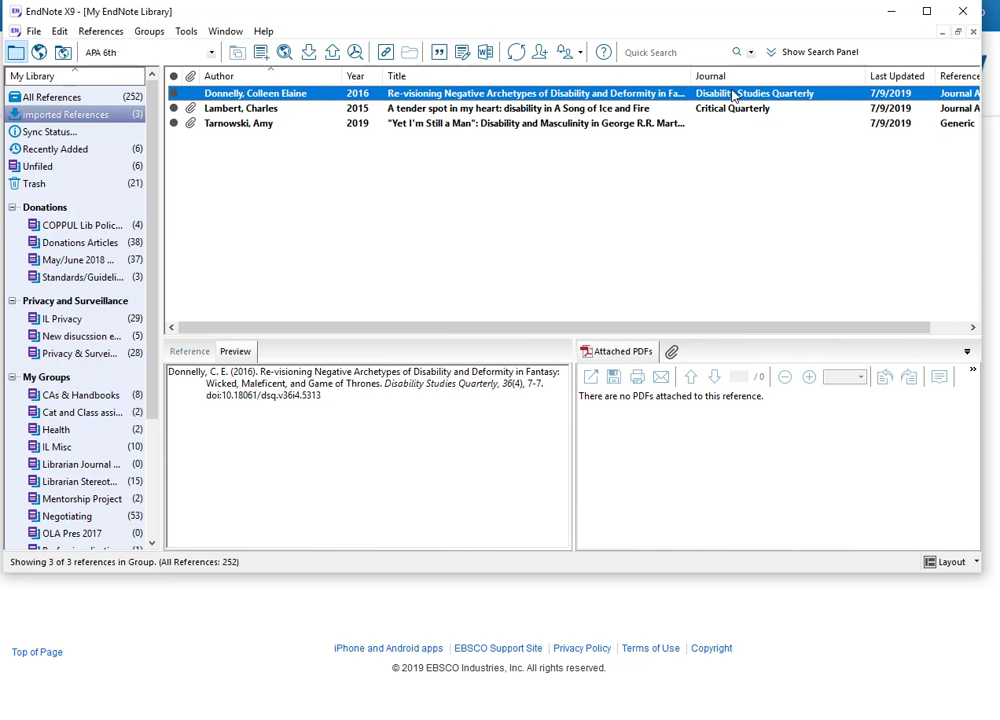 EndNote X9 - [My EndNote Library]
File Edit References Groups Tools Window Help
APA 6th
Quick Search
Show Search Panel
My Library
All References (252)
Imported References (3)
Sync Status...
Recently Added (6)
Unfiled (6)
Trash (21)
Donations
COPPUL Lib Polic... (4)
Donations Articles (38)
May/June 2018 ... (37)
Standards/Guideli... (3)
Privacy and Surveillance
IL Privacy (29)
New disucssion e... (5)
Privacy & Survei... (28)
My Groups
CAs & Handbooks (8)
Cat and Class assi... (2)
Health (2)
IL Misc (10)
Librarian Journal ... (0)
Librarian Stereot... (15)
Mentorship Project (2)
Negotiating (53)
OLA Pres 2017 (0)
Author Year Title Journal Last Updated Reference
Donnelly, Colleen Elaine 2016 Re-visioning Negative Archetypes of Disability and Deformity in Fa... Disability Studies Quarterly 7/9/2019 Journal A
Lambert, Charles 2015 A tender spot in my heart: disability in A Song of Ice and Fire Critical Quarterly 7/9/2019 Journal A
Tarnowski, Amy 2019 "Yet I'm Still a Man": Disability and Masculinity in George R.R. Mart... 7/9/2019 Generic
Reference Preview
Donnelly, C. E. (2016). Re-visioning Negative Archetypes of Disability and Deformity in Fantasy:
Wicked, Maleficent, and Game of Thrones. Disability Studies Quarterly, 36(4), 7-7.
doi:10.18061/dsq.v36i4.5313
Attached PDFs
/ 0
There are no PDFs attached to this reference.
Showing 3 of 3 references in Group. (All References: 252)
Layout
Top of Page
iPhone and Android apps | EBSCO Support Site | Privacy Policy | Terms of Use | Copyright
© 2019 EBSCO Industries, Inc. All rights reserved.